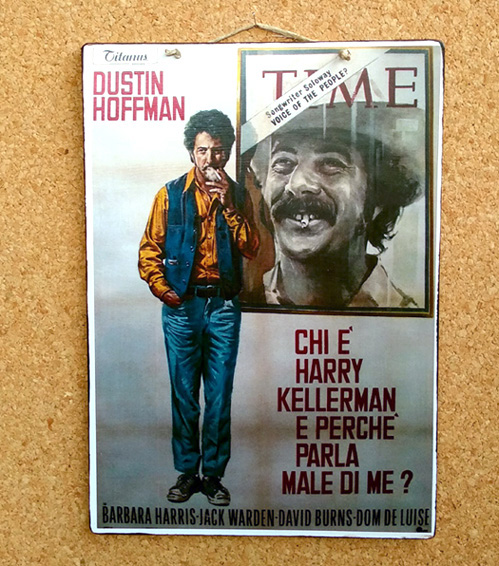 Titanus
DUSTIN
HOFFMAN
TIME
Songwriter Soloway
VOICE OF THE PEOPLE?
CHI E'
HARRY
KELLERMAN
E PERCHE'
PARLA
MALE DI ME ?
BARBARA HARRIS-JACK WARDEN-DAVID BURNS-DOM DE LUISE